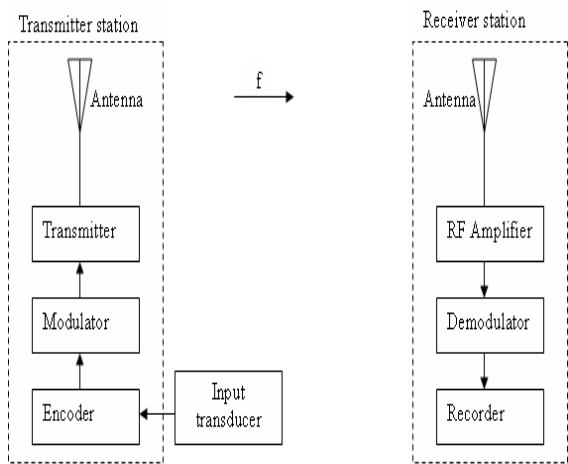 Transmitter station
Antenna
Transmitter
Modulator
Encoder
Input
transducer
f
Receiver station
Antenna
RF Amplifier
Demodulator
Recorder